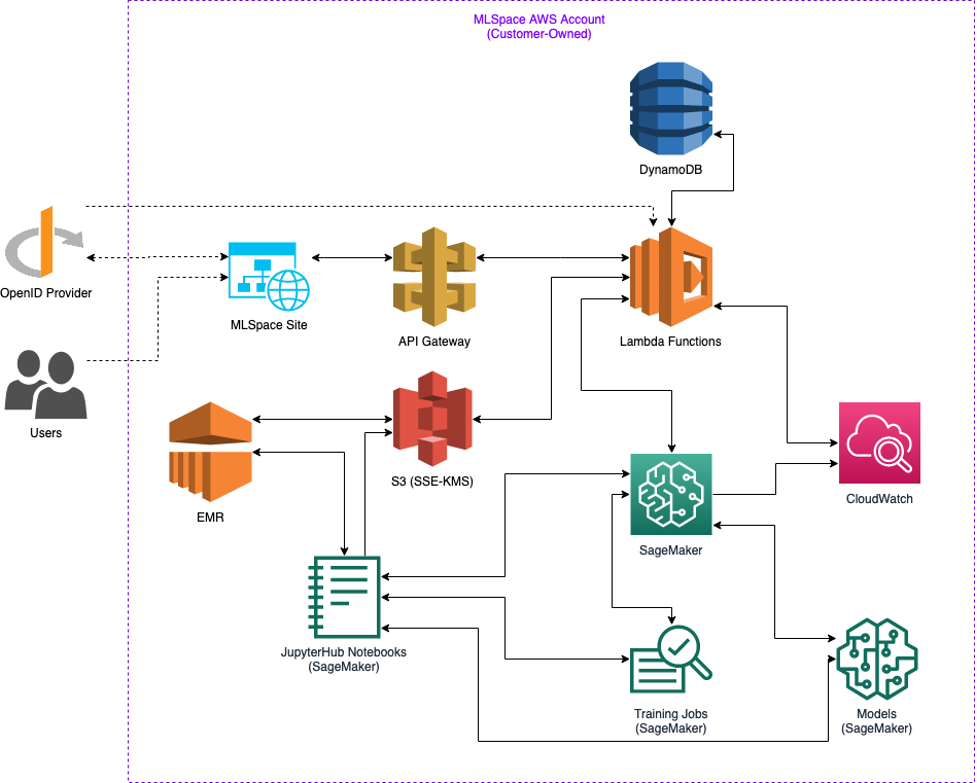 MLSpace AWS Account
(Customer-Owned)
DynamoDB
OpenID Provider
MLSpace Site
API Gateway
Lambda Functions
Users
EMR
S3 (SSE-KMS)
CloudWatch
SageMaker
JupyterHub Notebooks
(SageMaker)
Training Jobs
(SageMaker)
Models
(SageMaker)